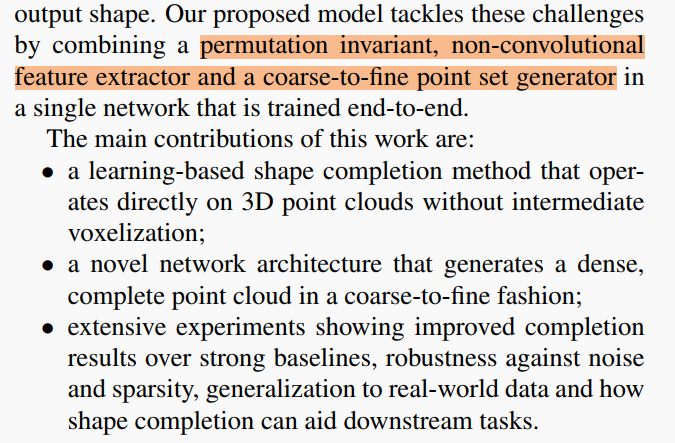 output shape. Our proposed model tackles these challenges
by combining a permutation invariant, non-convolutional
feature extractor and a coarse-to-fine point set generator in
a single network that is trained end-to-end.
The main contributions of this work are:
• a learning-based shape completion method that oper-
ates directly on 3D point clouds without intermediate
voxelization;
• a novel network architecture that generates a dense,
complete point cloud in a coarse-to-fine fashion;
• extensive experiments showing improved completion
results over strong baselines, robustness against noise
and sparsity, generalization to real-world data and how
shape completion can aid downstream tasks.